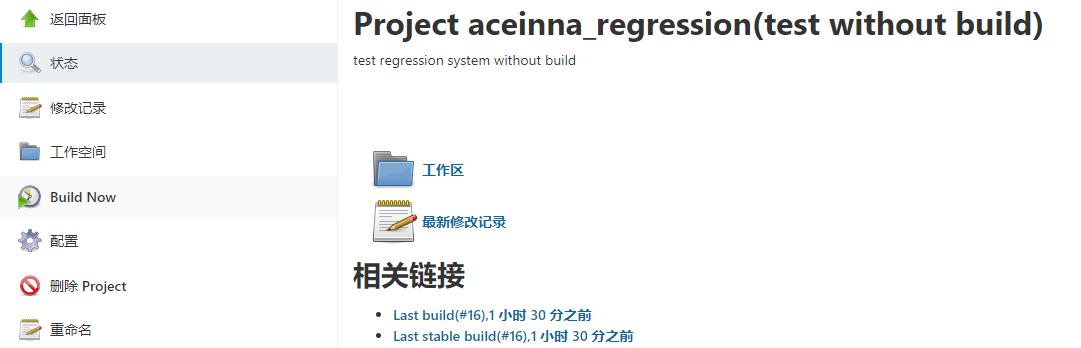 返回面板
状态
修改记录
工作空间
Build Now
配置
删除 Project
重命名
Project aceinna_regression(test without build)
test regression system without build
工作区
最新修改记录
相关链接
Last build(#16),1 小时 30 分之前
Last stable build(#16),1 小时 30 分之前